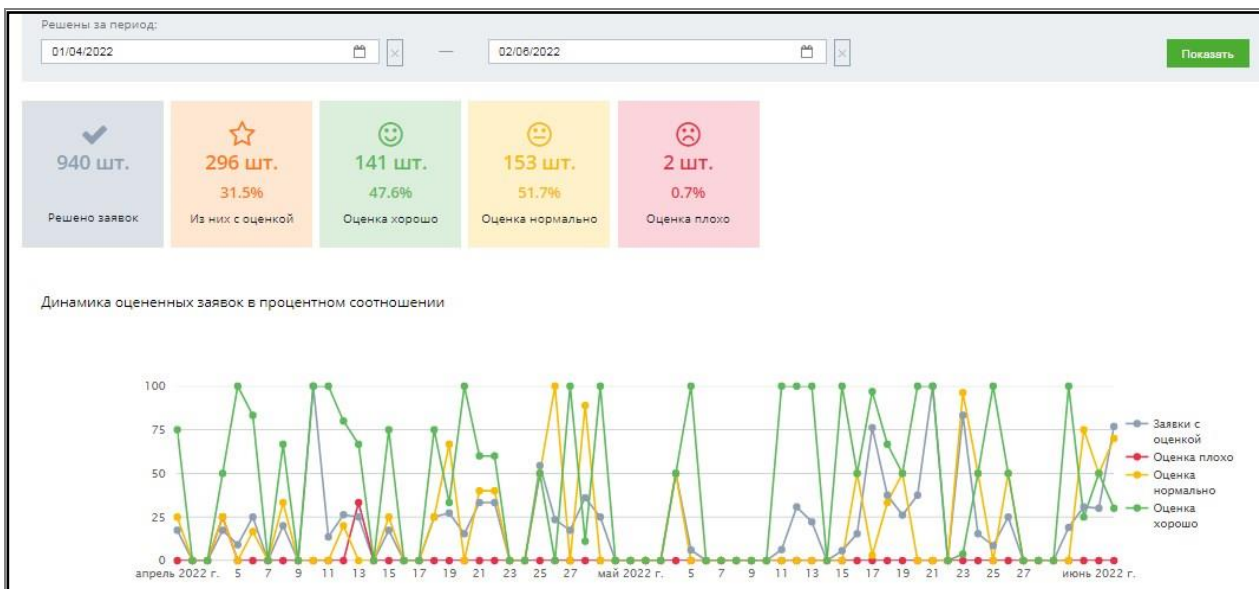 Решены за период:
01/04/2022 — 02/06/2022 Показать
940 шт. 296 шт. 141 шт. 153 шт. 2 шт.
31.5% 47.6% 51.7% 0.7%
Решено заявок Из них с оценкой Оценка хорошо Оценка нормально Оценка плохо
Динамика оцененных заявок в процентном соотношении
100
75
50
25
0
апрель 2022 г. 5 7 9 11 13 15 17 19 21 23 25 27 май 2022 г. 5 7 9 11 13 15 17 19 21 23 25 27 июнь 2022 г.
Заявки с
оценкой
Оценка плохо
Оценка
нормально
Оценка
хорошо